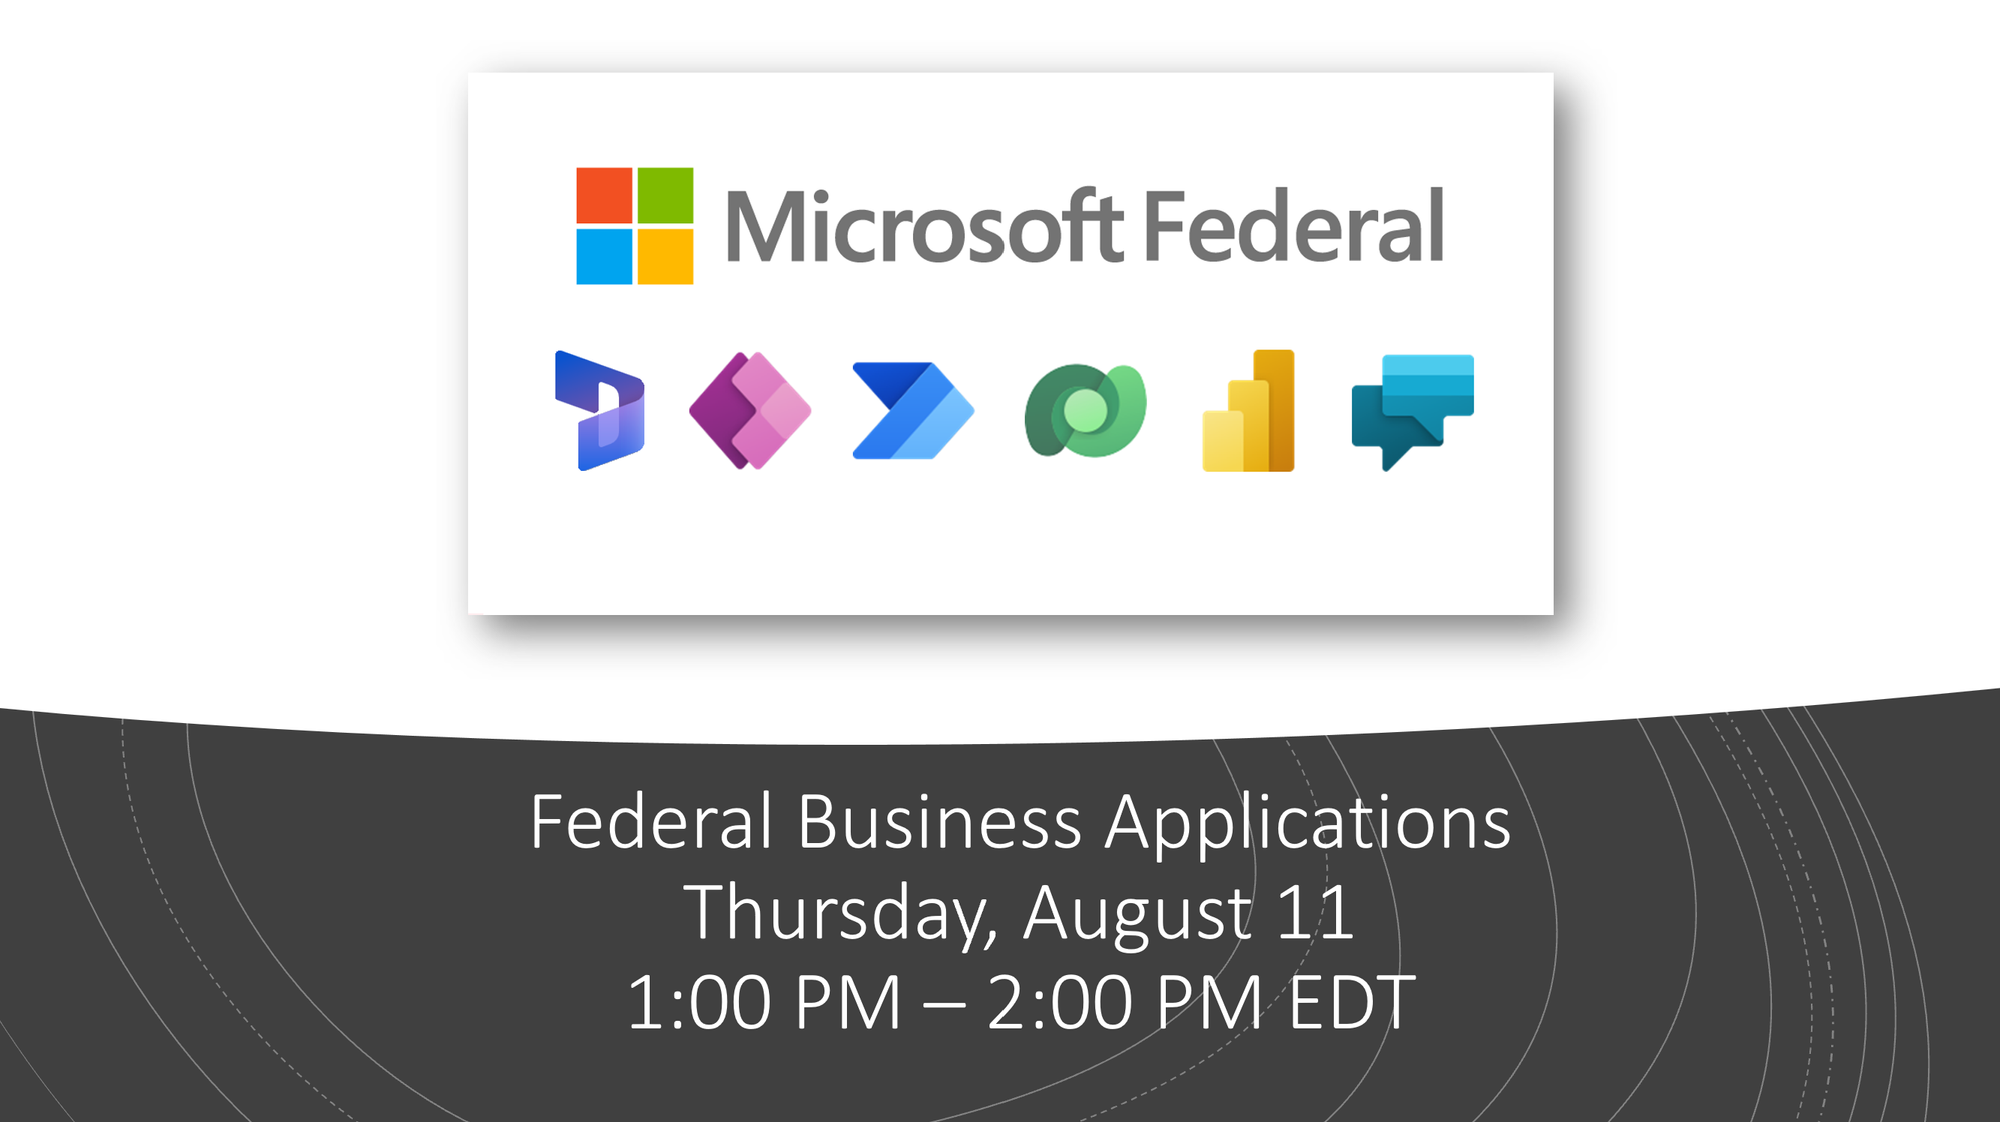 Microsoft Federal
Federal Business Applications
Thursday, August 11
1:00 PM – 2:00 PM EDT